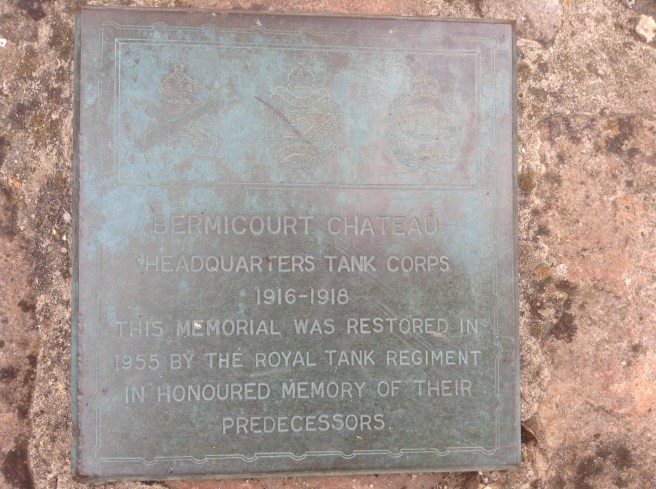 BERMICOURT CHATEAU
HEADQUARTERS TANK CORPS
1916-1918
THIS MEMORIAL WAS RESTORED IN
1955 BY THE ROYAL TANK REGIMENT
IN HONOURED MEMORY OF THEIR
PREDECESSORS.